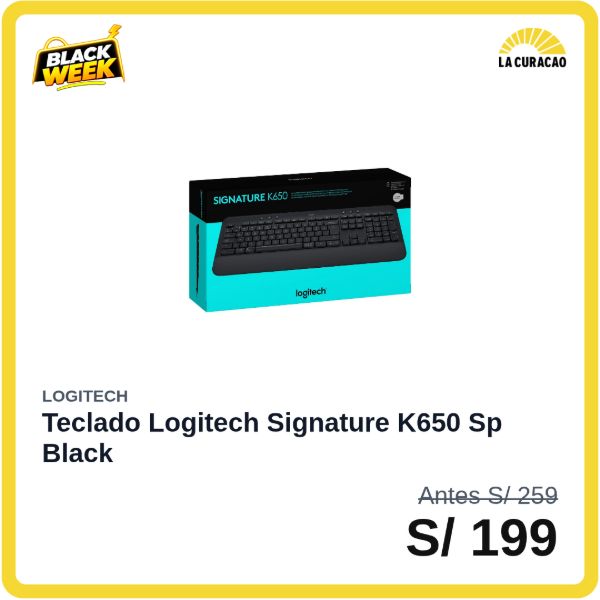 BLACK
WEEK
LA CURACAO
SIGNATURE K650
logitech
LOGITECH
Teclado Logitech Signature K650 Sp
Black
Antes S/ 259
S/ 199